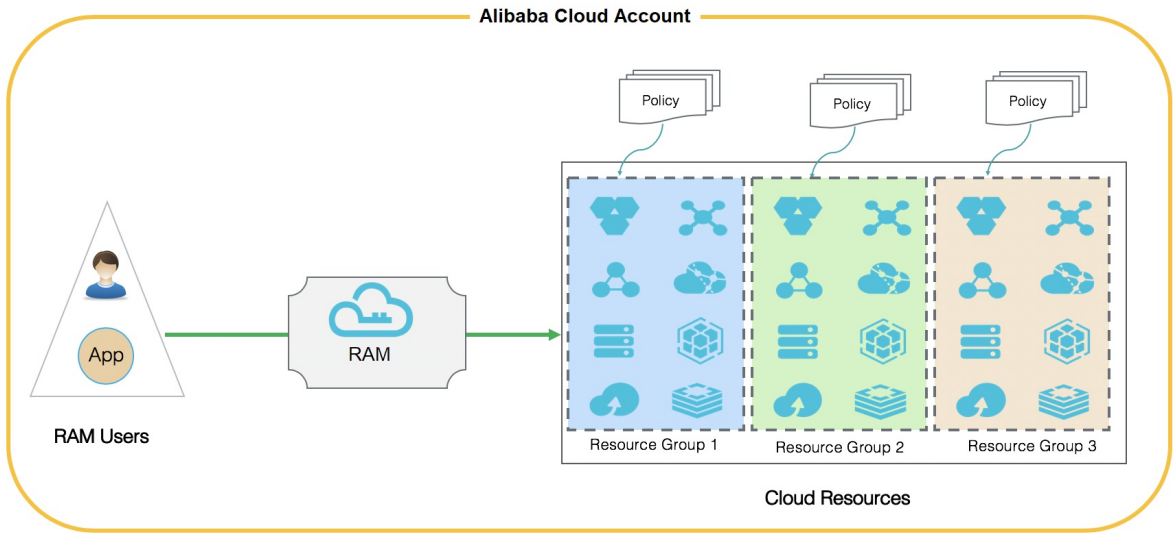 Alibaba Cloud Account
Policy
Policy
Policy
App
RAM
RAM Users
Resource Group 1
Resource Group 2
Resource Group 3
Cloud Resources